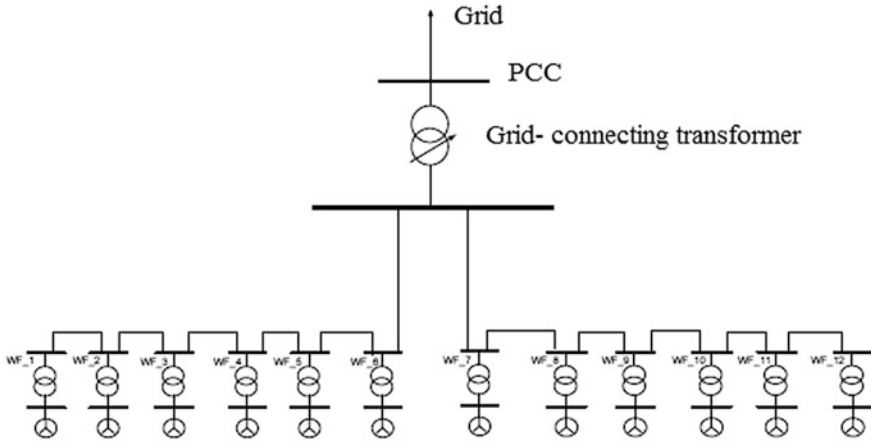 Grid
PCC
Grid- connecting transformer
WF_1 WF_2 WF_3 WF_4 WF_5 WF_6 WF_7 WF_8 WF_9 WF_10 WF_11 WF_12